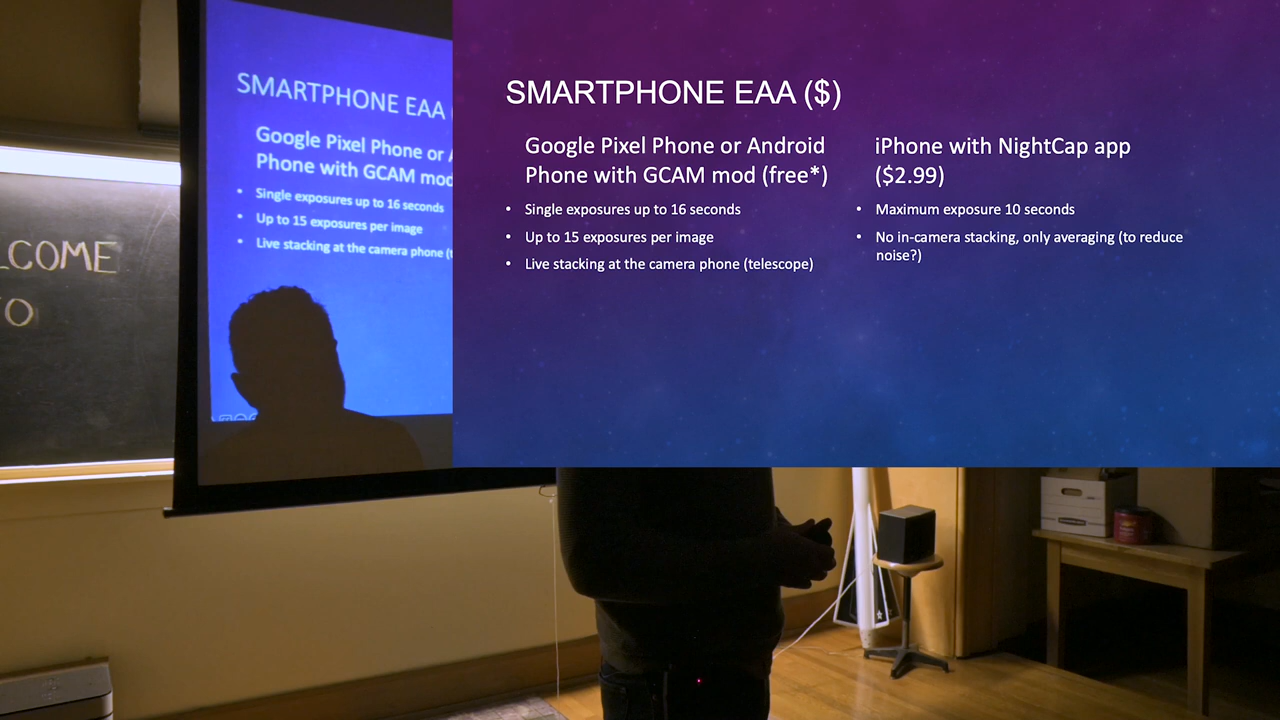 LCOME
O
SMARTPHONE EAA (
Google Pixel Phone or A
Phone with GCAM mod
• Single exposures up to 16 seconds
• Up to 15 exposures per image
• Live stacking at the camera phone (t
SMARTPHONE EAA ($)
Google Pixel Phone or Android
Phone with GCAM mod (free*)
• Single exposures up to 16 seconds
• Up to 15 exposures per image
• Live stacking at the camera phone (telescope)
iPhone with NightCap app
($2.99)
• Maximum exposure 10 seconds
• No in-camera stacking, only averaging (to reduce
noise?)